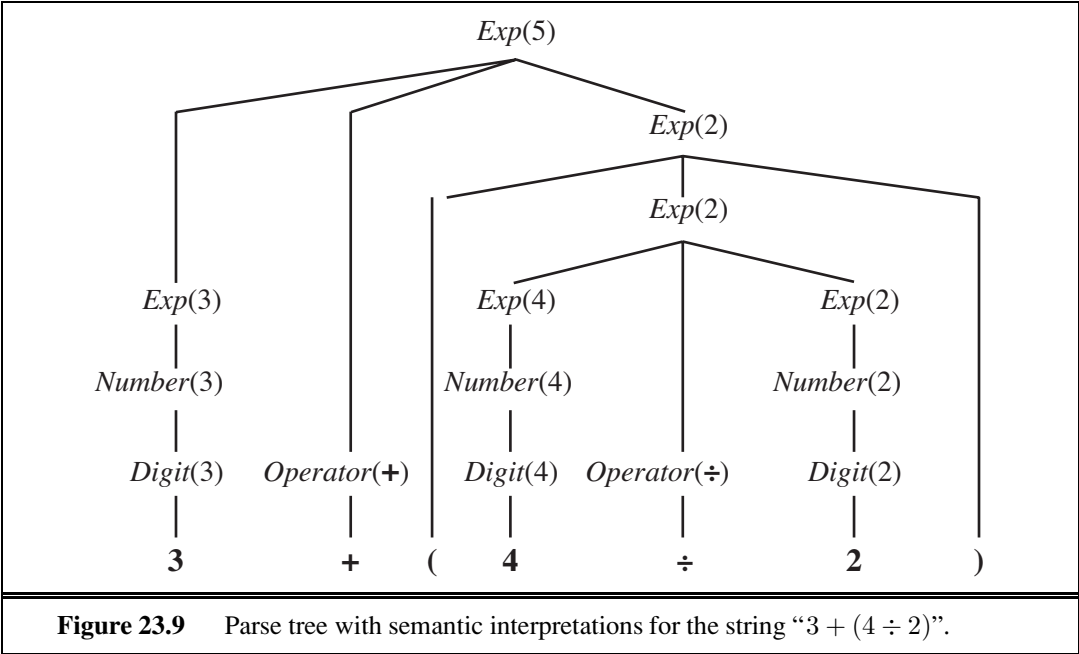 Exp(5)
Exp(2)
Exp(2)
Exp(3) Exp(4) Exp(2)
Number(3) Number(4) Number(2)
Digit(3) Operator(+) Digit(4) Operator(÷) Digit(2)
3 + ( 4 ÷ 2 )
Figure 23.9 Parse tree with semantic interpretations for the string “3 + (4 ÷ 2)”.